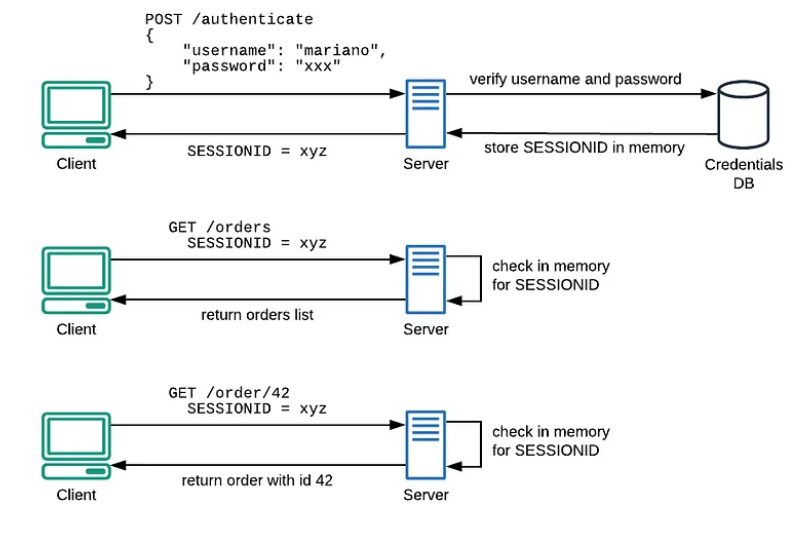 POST /authenticate
{
"username": "mariano",
"password": "xxx"
}
verify username and password
SESSIONID = xyz
store SESSIONID in memory
Client
Server
Credentials
DB
GET /orders
SESSIONID = xyz
check in memory
for SESSIONID
return orders list
Client
Server
GET /order/42
SESSIONID = xyz
check in memory
for SESSIONID
return order with id 42
Client
Server